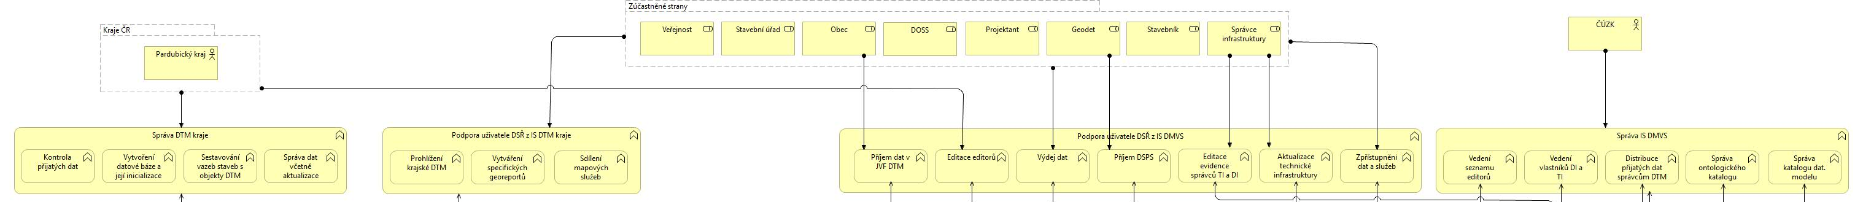 Zúčastněné strany
Kraje ČR
Pardubický kraj
Veřejnost
Stavební úřad
Obec
DOSS
Projektant
Geodet
Stavebník
Správce
infrastruktury
ČÚZK
Správa DTM kraje
Kontrola
přijatých dat
Vytvoření
datové báze a
její inicializace
Sestavování
vazeb staveb s
objekty DTM
Správa dat
včetně
aktualizace
Podpora uživatele DSŘ z IS DTM kraje
Prohlížení
krajské DTM
Vytváření
specifických
georeportů
Sdílení
mapových
služeb
Podpora uživatele DSŘ z IS DMVS
Příjem dat v
JVF DTM
Editace editorů
Výdej dat
Příjem DSPS
Editace
evidence
správců TI a DI
Aktualizace
technické
infrastruktury
Zpřístupnění
dat a služeb
Správa IS DMVS
Vedení
seznamu
editorů
Vedení
vlastníků DI a
TI
Distribuce
přijatých dat
správcům DTM
Správa
ontologického
katalogu
Správa
katalogu dat.
modelu